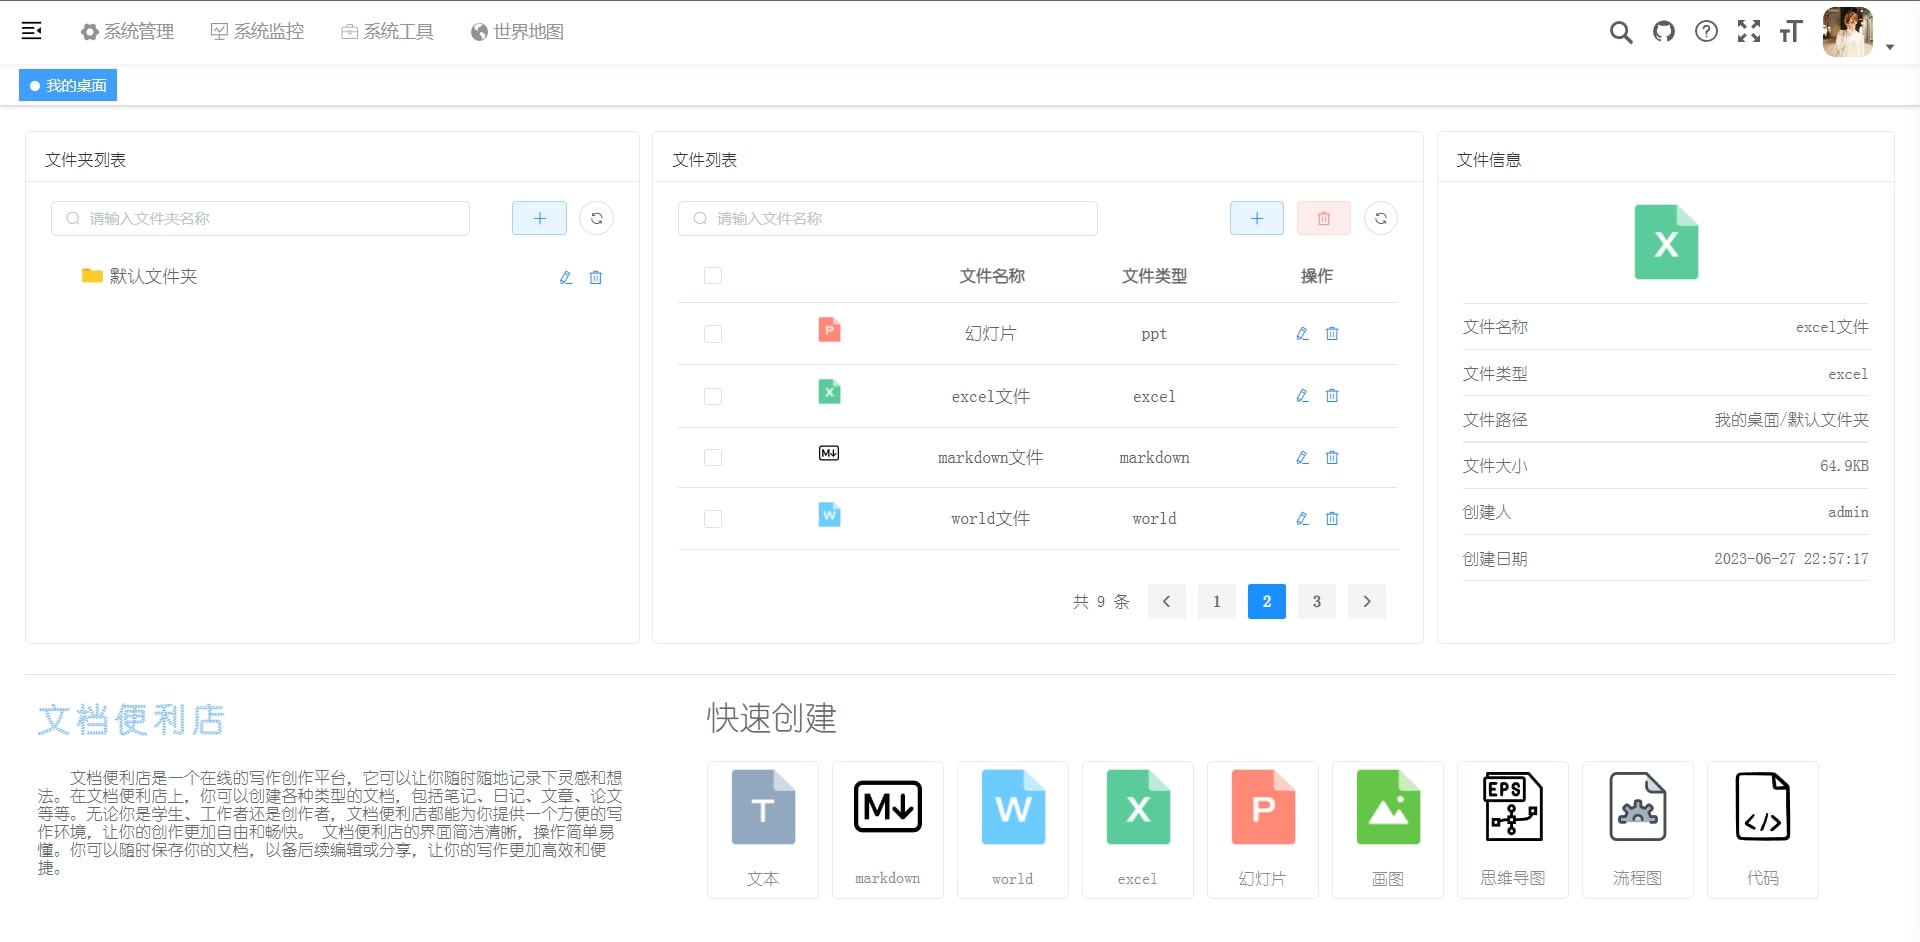 系统管理 系统监控 系统工具 世界地图
我的桌面
文件夹列表
请输入文件夹名称
默认文件夹
文件列表
请输入文件名称
文件名称 文件类型 操作
幻灯片 ppt
excel文件 excel
markdown文件 markdown
world文件 world
共 9 条 1 2 3
文件信息
X
文件名称 excel文件
文件类型 excel
文件路径 我的桌面/默认文件夹
文件大小 64.9KB
创建人 admin
创建日期 2023-06-27 22:57:17
文档便利店
文档便利店是一个在线的写作创作平台，它可以让你随时随地记录下灵感和想
法。在文档便利店上，你可以创建各种类型的文档，包括笔记、日记、文章、论文
等等。无论你是学生、工作者还是创作者，文档便利店都能为你提供一个方便的写
作环境，让你的创作更加自由和畅快。 文档便利店的界面简洁清晰，操作简单易
懂。你可以随时保存你的文档，以备后续编辑或分享，让你的写作更加高效和便
捷。
快速创建
T M W X P EPS </>
文本 markdown world excel 幻灯片 画图 思维导图 流程图 代码